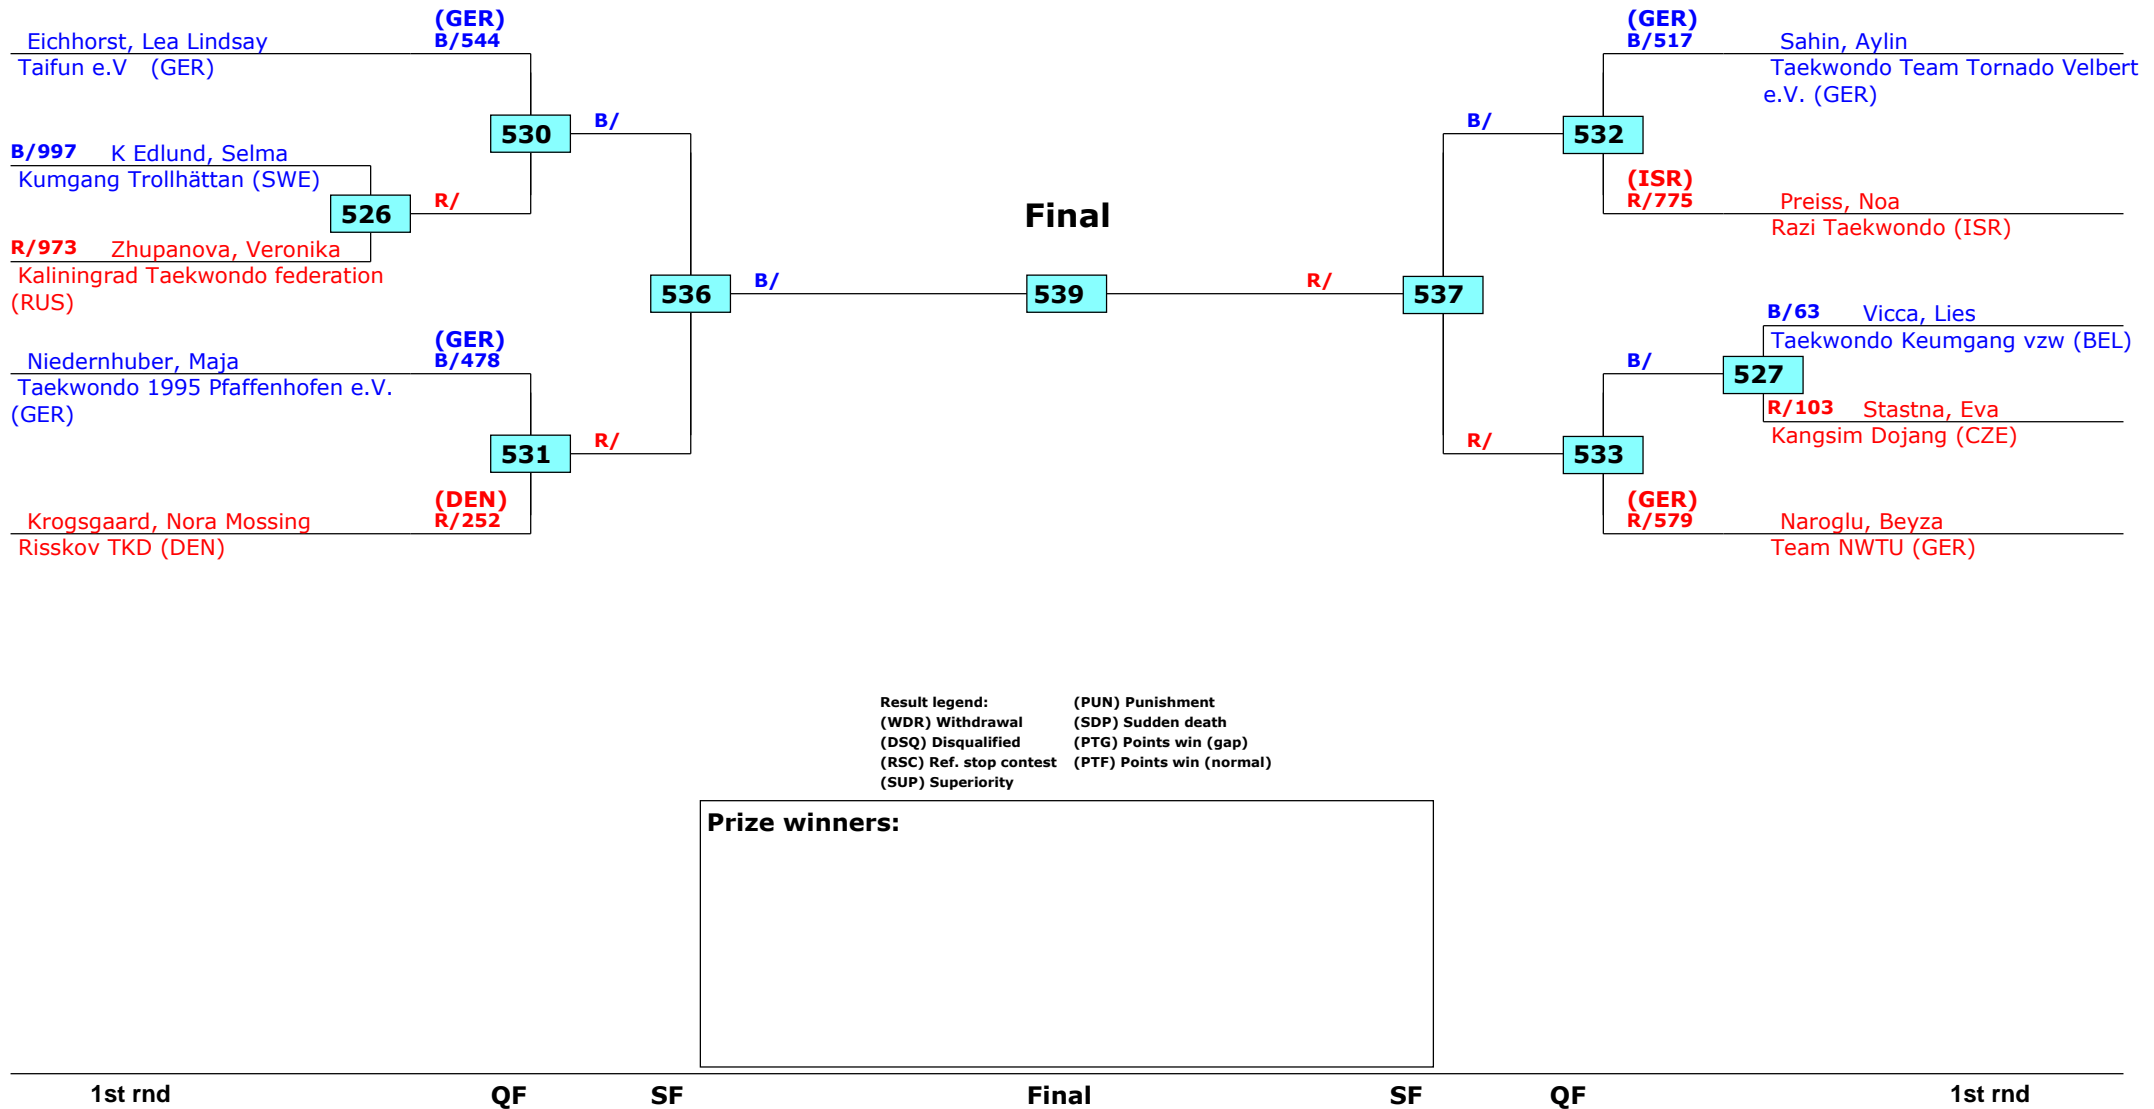 (GER)
Eichhorst, Lea Lindsay B/544
Taifun e.V (GER)
530 B/
B/997 K Edlund, Selma
Kumgang Trollhättan (SWE)
526 R/
R/973 Zhupanova, Veronika
Kaliningrad Taekwondo federation
(RUS)
536 B/
(GER)
Niedernhuber, Maja B/478
Taekwondo 1995 Pfaffenhofen e.V.
(GER)
531 R/
(DEN)
Krogsgaard, Nora Mossing R/252
Risskov TKD (DEN)
Final
539
(GER)
B/517 Sahin, Aylin
Taekwondo Team Tornado Velbert
e.V. (GER)
B/ 532
(ISR)
R/775 Preiss, Noa
Razi Taekwondo (ISR)
R/ 537
B/63 Vicca, Lies
Taekwondo Keumgang vzw (BEL)
B/ 527
R/103 Stastna, Eva
Kangsim Dojang (CZE)
R/ 533
(GER)
R/579 Naroglu, Beyza
Team NWTU (GER)
Result legend: (PUN) Punishment
(WDR) Withdrawal (SDP) Sudden death
(DSQ) Disqualified (PTG) Points win (gap)
(RSC) Ref. stop contest (PTF) Points win (normal)
(SUP) Superiority
Prize winners:
1st rnd QF SF Final SF QF 1st rnd